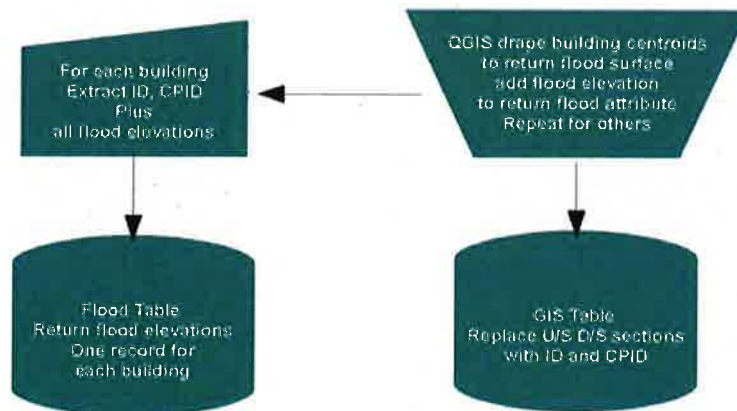 For each building
Extract ID, CPID
Plus
all flood elevations
QGIS drape building centroids
to return flood surface
add flood elevation
to return flood attribute
Repeat for others
Flood Table
Return flood elevations
One record for
each building
GIS Table
Replace U/S D/S sections
with ID and CPID